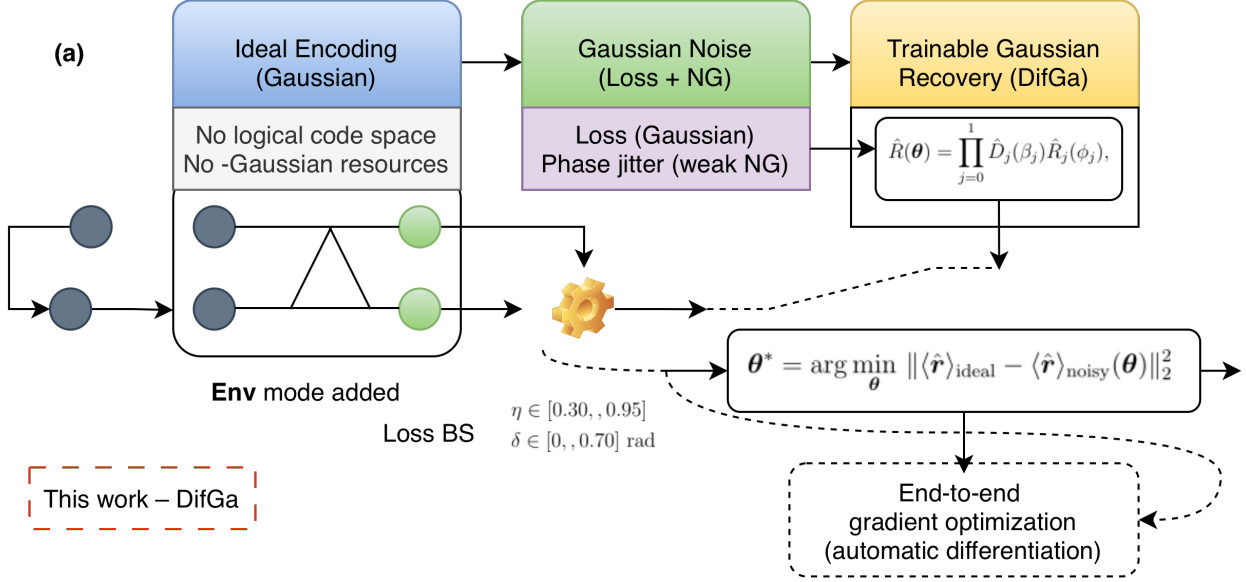 (a)
Ideal Encoding
(Gaussian)
No logical code space
No -Gaussian resources
Gaussian Noise
(Loss + NG)
Loss (Gaussian)
Phase jitter (weak NG)
Trainable Gaussian
Recovery (DifGa)
R̂(θ) = ∏_{j=0}^{1} D̂_j(β_j)R̂_j(ϕ_j),
θ* = arg min_θ ‖⟨r̂⟩_ideal −⟨r̂⟩_noisy(θ)‖₂²
Env mode added
Loss BS
η ∈ [0.30, , 0.95]
δ ∈ [0, , 0.70] rad
This work – DifGa
End-to-end
gradient optimization
(automatic differentiation)